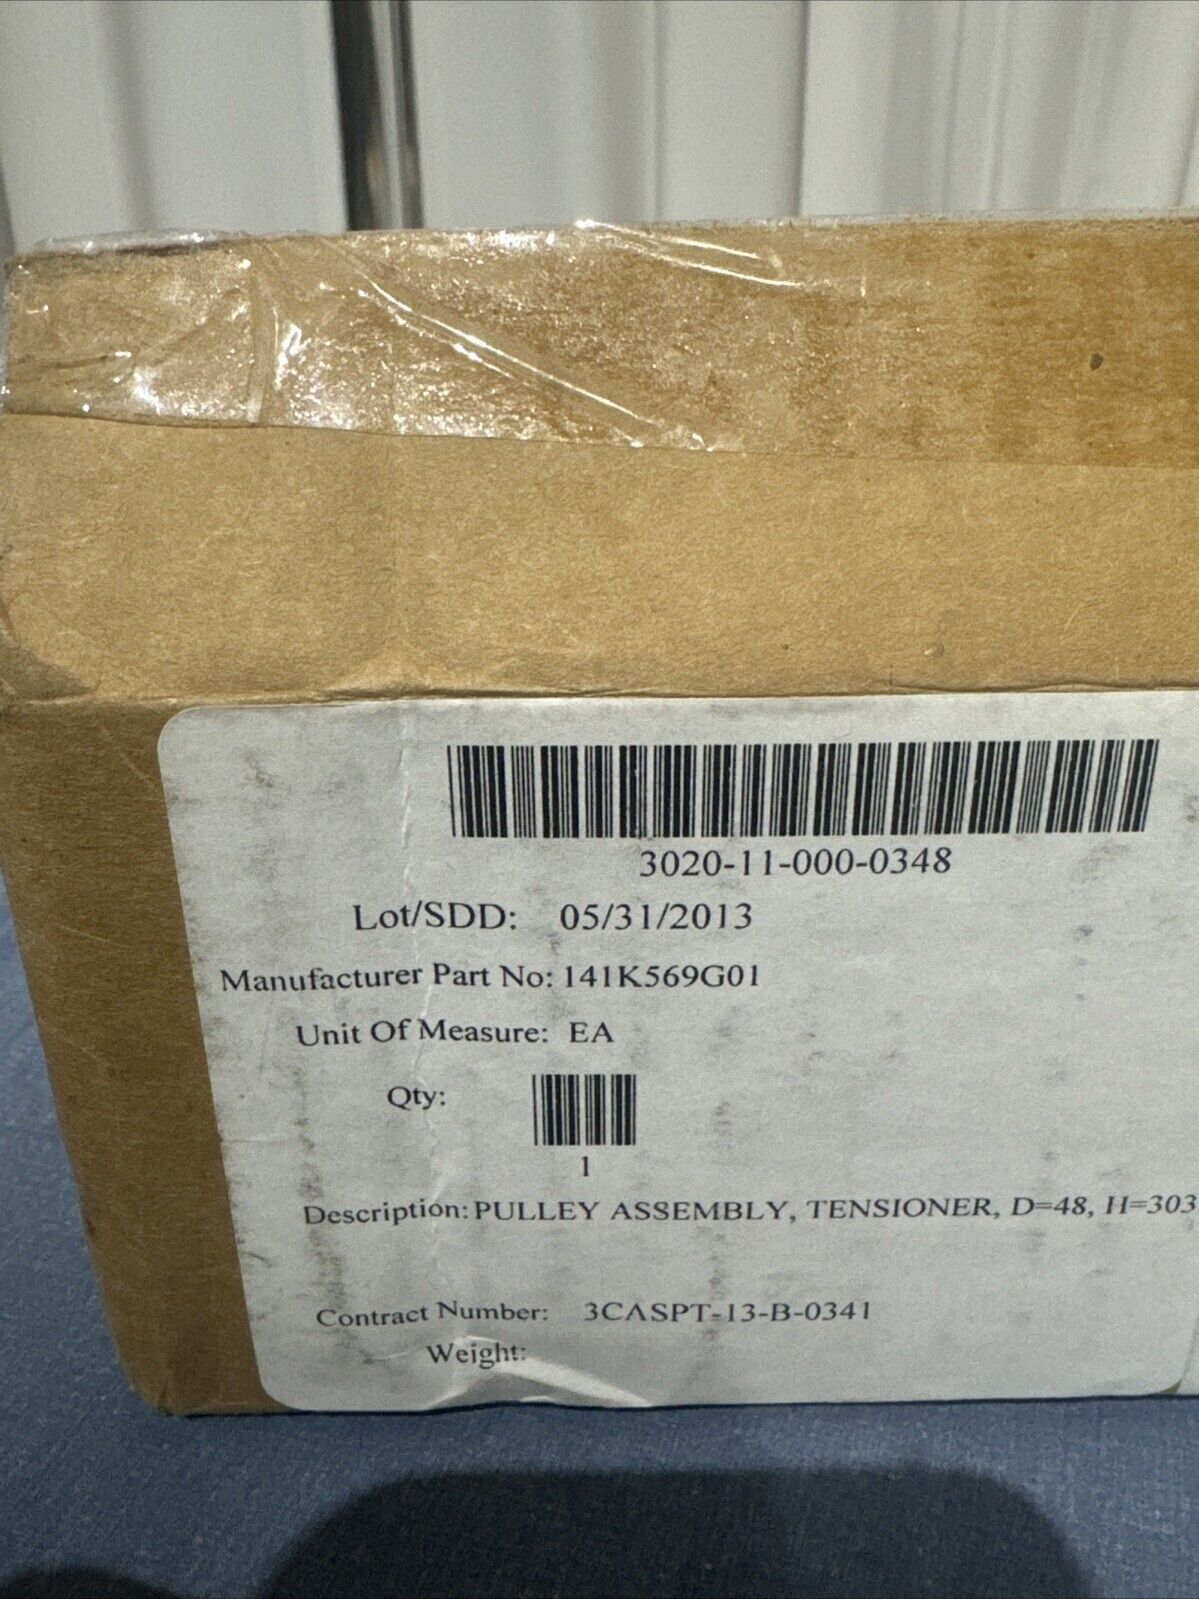 3020-11-000-0348
Lot/SDD: 05/31/2013
Manufacturer Part No: 141K569G01
Unit Of Measure: EA
Qty:
1
Description: PULLEY ASSEMBLY, TENSIONER, D=48, H=303
Contract Number: 3CASPT-13-B-0341
Weight: